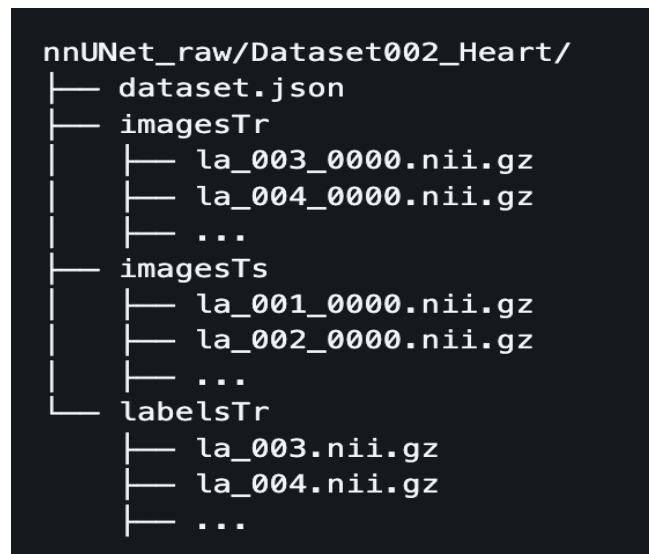 nnUNet_raw/Dataset002_Heart/
├── dataset.json
├── imagesTr
│   ├── la_003_0000.nii.gz
│   ├── la_004_0000.nii.gz
│   ├── ...
├── imagesTs
│   ├── la_001_0000.nii.gz
│   ├── la_002_0000.nii.gz
│   ├── ...
└── labelsTr
    ├── la_003.nii.gz
    ├── la_004.nii.gz
    ├── ...